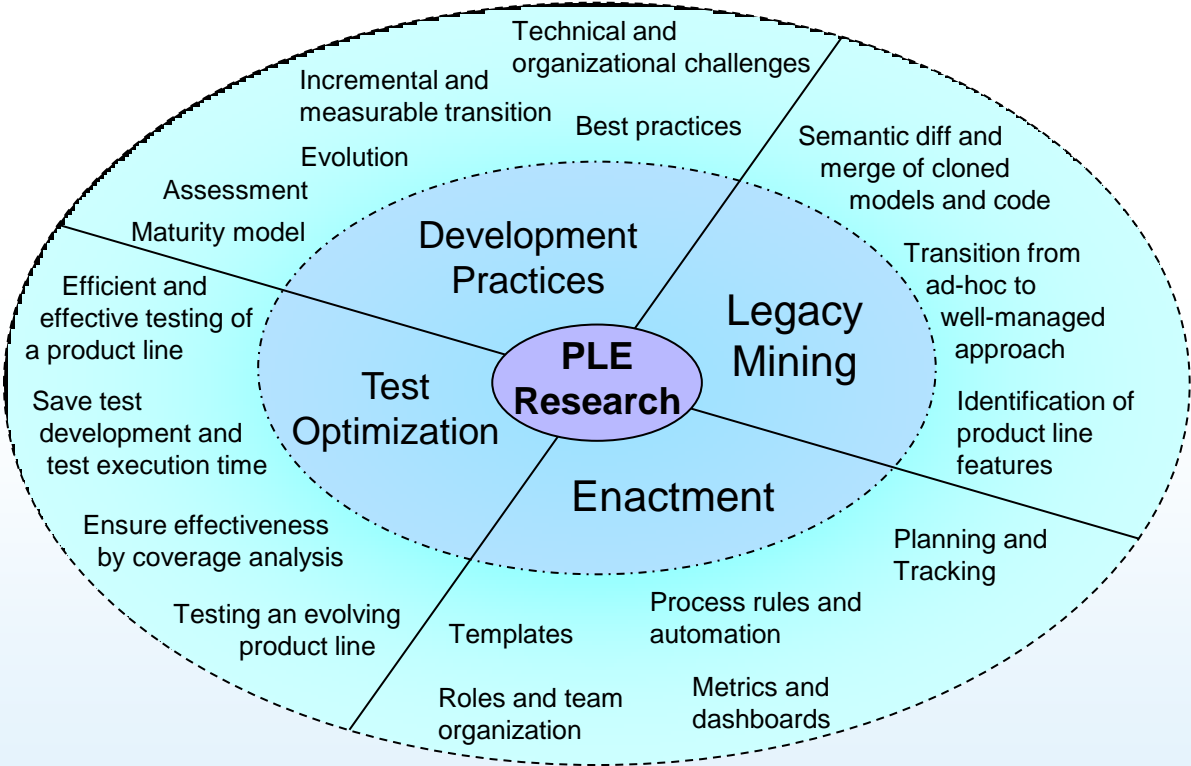 Technical and
organizational challenges
Incremental and
measurable transition
Best practices
Evolution
Assessment
Maturity model
Development
Practices
Semantic diff and
merge of cloned
models and code
Transition from
ad-hoc to
well-managed
approach
Identification of
product line
features
Legacy
Mining
PLE
Research
Efficient and
effective testing of
a product line
Save test
development and
test execution time
Ensure effectiveness
by coverage analysis
Testing an evolving
product line
Test
Optimization
Enactment
Planning and
Tracking
Process rules and
automation
Templates
Roles and team
organization
Metrics and
dashboards